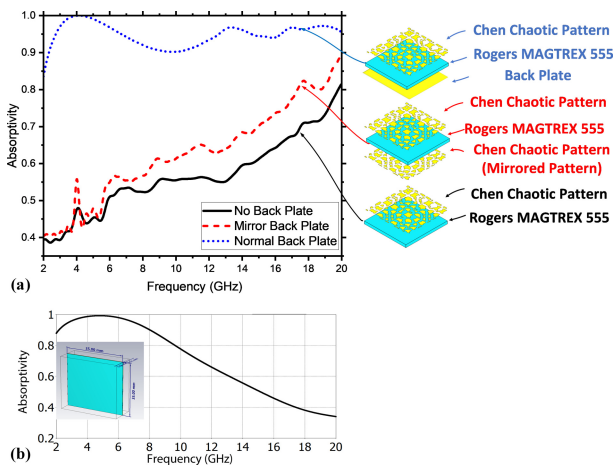 1.0
0.9
0.8
0.7
0.6
0.5
0.4
Absorptivity
No Back Plate
Mirror Back Plate
Normal Back Plate
2 4 6 8 10 12 14 16 18 20
Frequency (GHz)
(a)
Chen Chaotic Pattern
Rogers MAGTREX 555
Back Plate
Chen Chaotic Pattern
Rogers MAGTREX 555
Chen Chaotic Pattern
(Mirrored Pattern)
Chen Chaotic Pattern
Rogers MAGTREX 555
1
0.8
0.6
0.4
0.2
Absorptivity
2 4 6 8 10 12 14 16 18 20
Frequency (GHz)
(b)